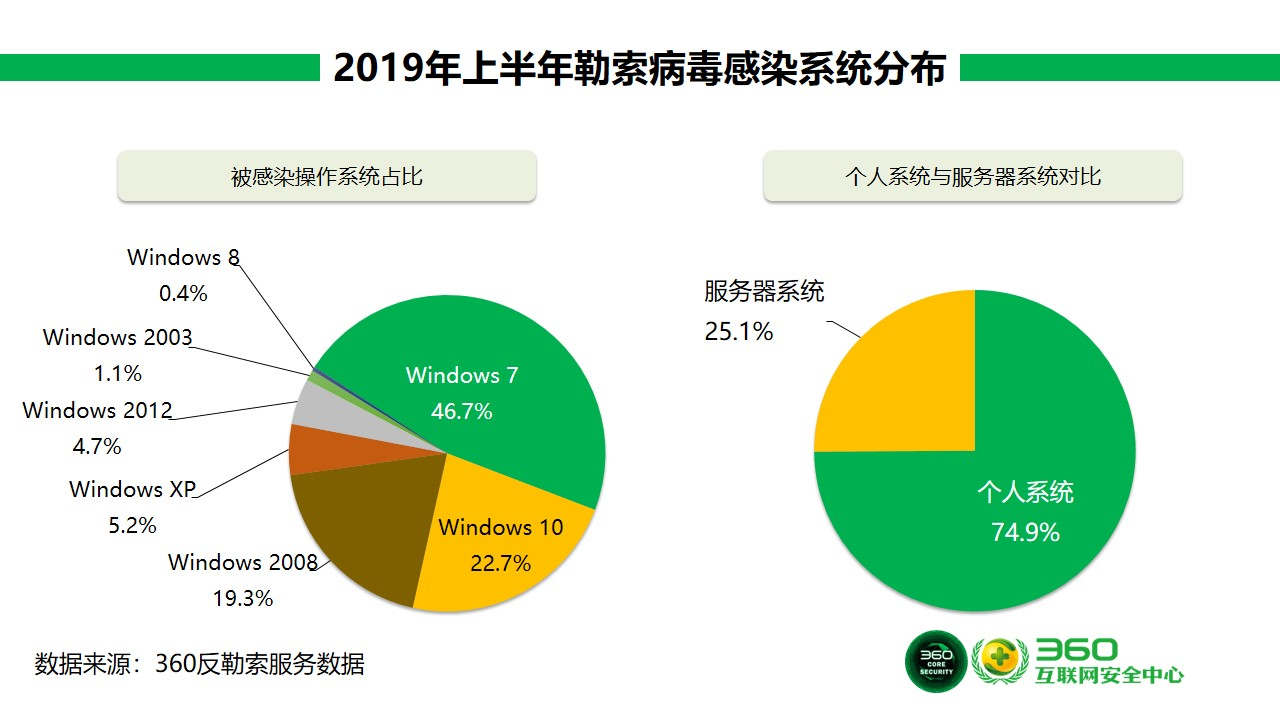 2019年上半年勒索病毒感染系统分布
被感染操作系统占比
Windows 8
0.4%
Windows 2003
1.1%
Windows 2012
4.7%
Windows XP
5.2%
Windows 2008
19.3%
Windows 7
46.7%
Windows 10
22.7%
个人系统与服务器系统对比
服务器系统
25.1%
个人系统
74.9%
数据来源：360反勒索服务数据
360
CORE
SECURITY
360
互联网安全中心